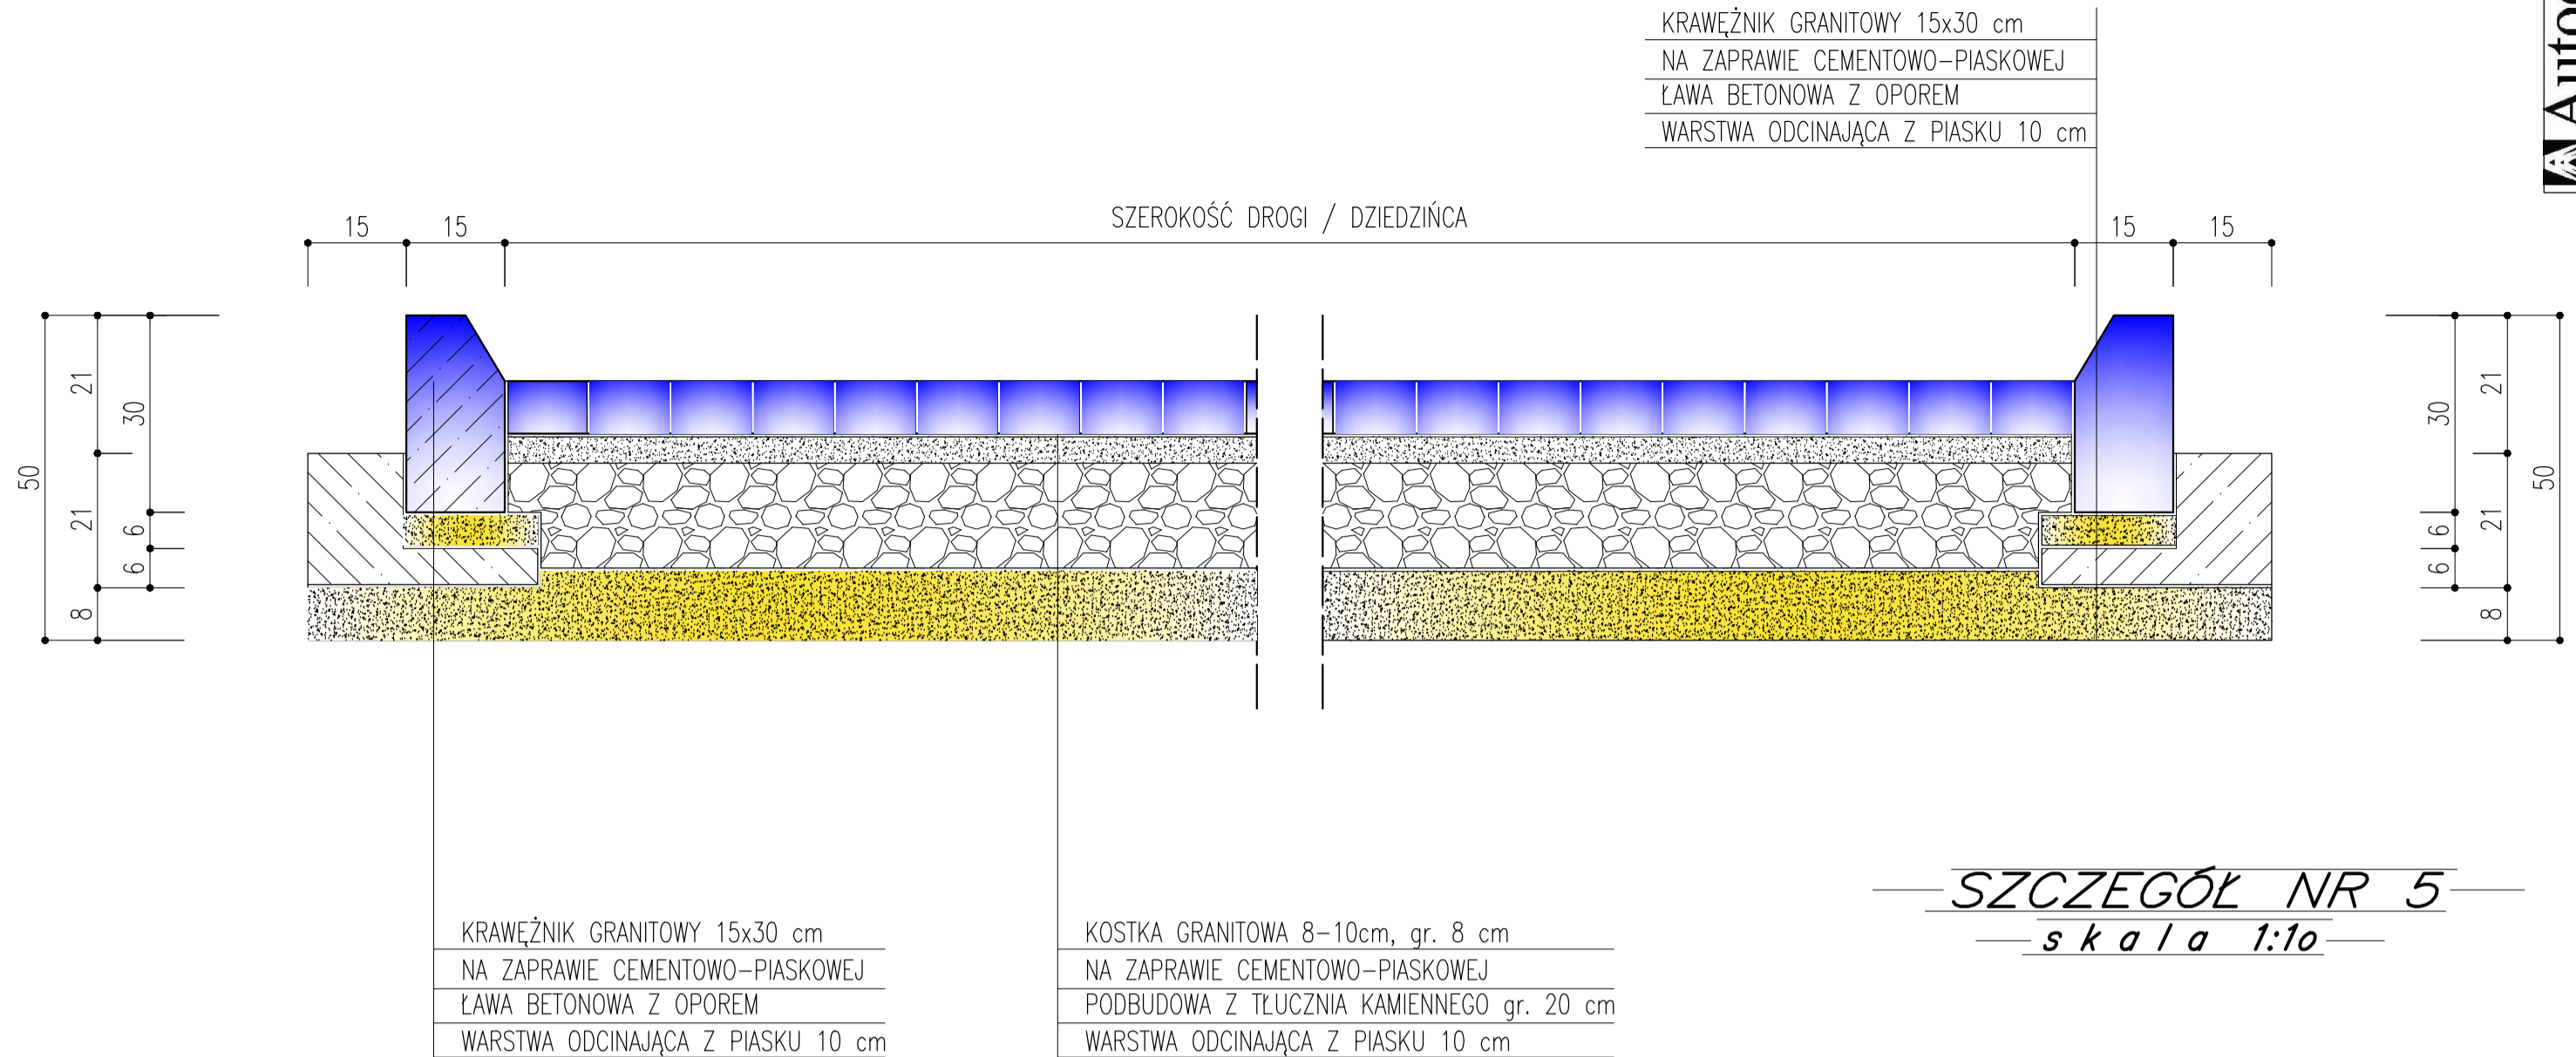 KRAWĘŻNIK GRANITOWY 15x30 cm
NA ZAPRAWIE CEMENTOWO-PIASKOWEJ
ŁAWA BETONOWA Z OPOREM
WARSTWA ODCINAJĄCA Z PIASKU 10 cm
15 15 SZEROKOŚĆ DROGI / DZIEDZIŃCA 15 15
50
21
21
8
30
6
6
30
6
6
21
21
8
50
SZCZEGÓŁ NR 5
skala 1:10
KRAWĘŻNIK GRANITOWY 15x30 cm
NA ZAPRAWIE CEMENTOWO-PIASKOWEJ
ŁAWA BETONOWA Z OPOREM
WARSTWA ODCINAJĄCA Z PIASKU 10 cm
KOSTKA GRANITOWA 8-10cm, gr. 8 cm
NA ZAPRAWIE CEMENTOWO-PIASKOWEJ
PODBUDOWA Z TŁUCZNIA KAMIENNEGO gr. 20 cm
WARSTWA ODCINAJĄCA Z PIASKU 10 cm